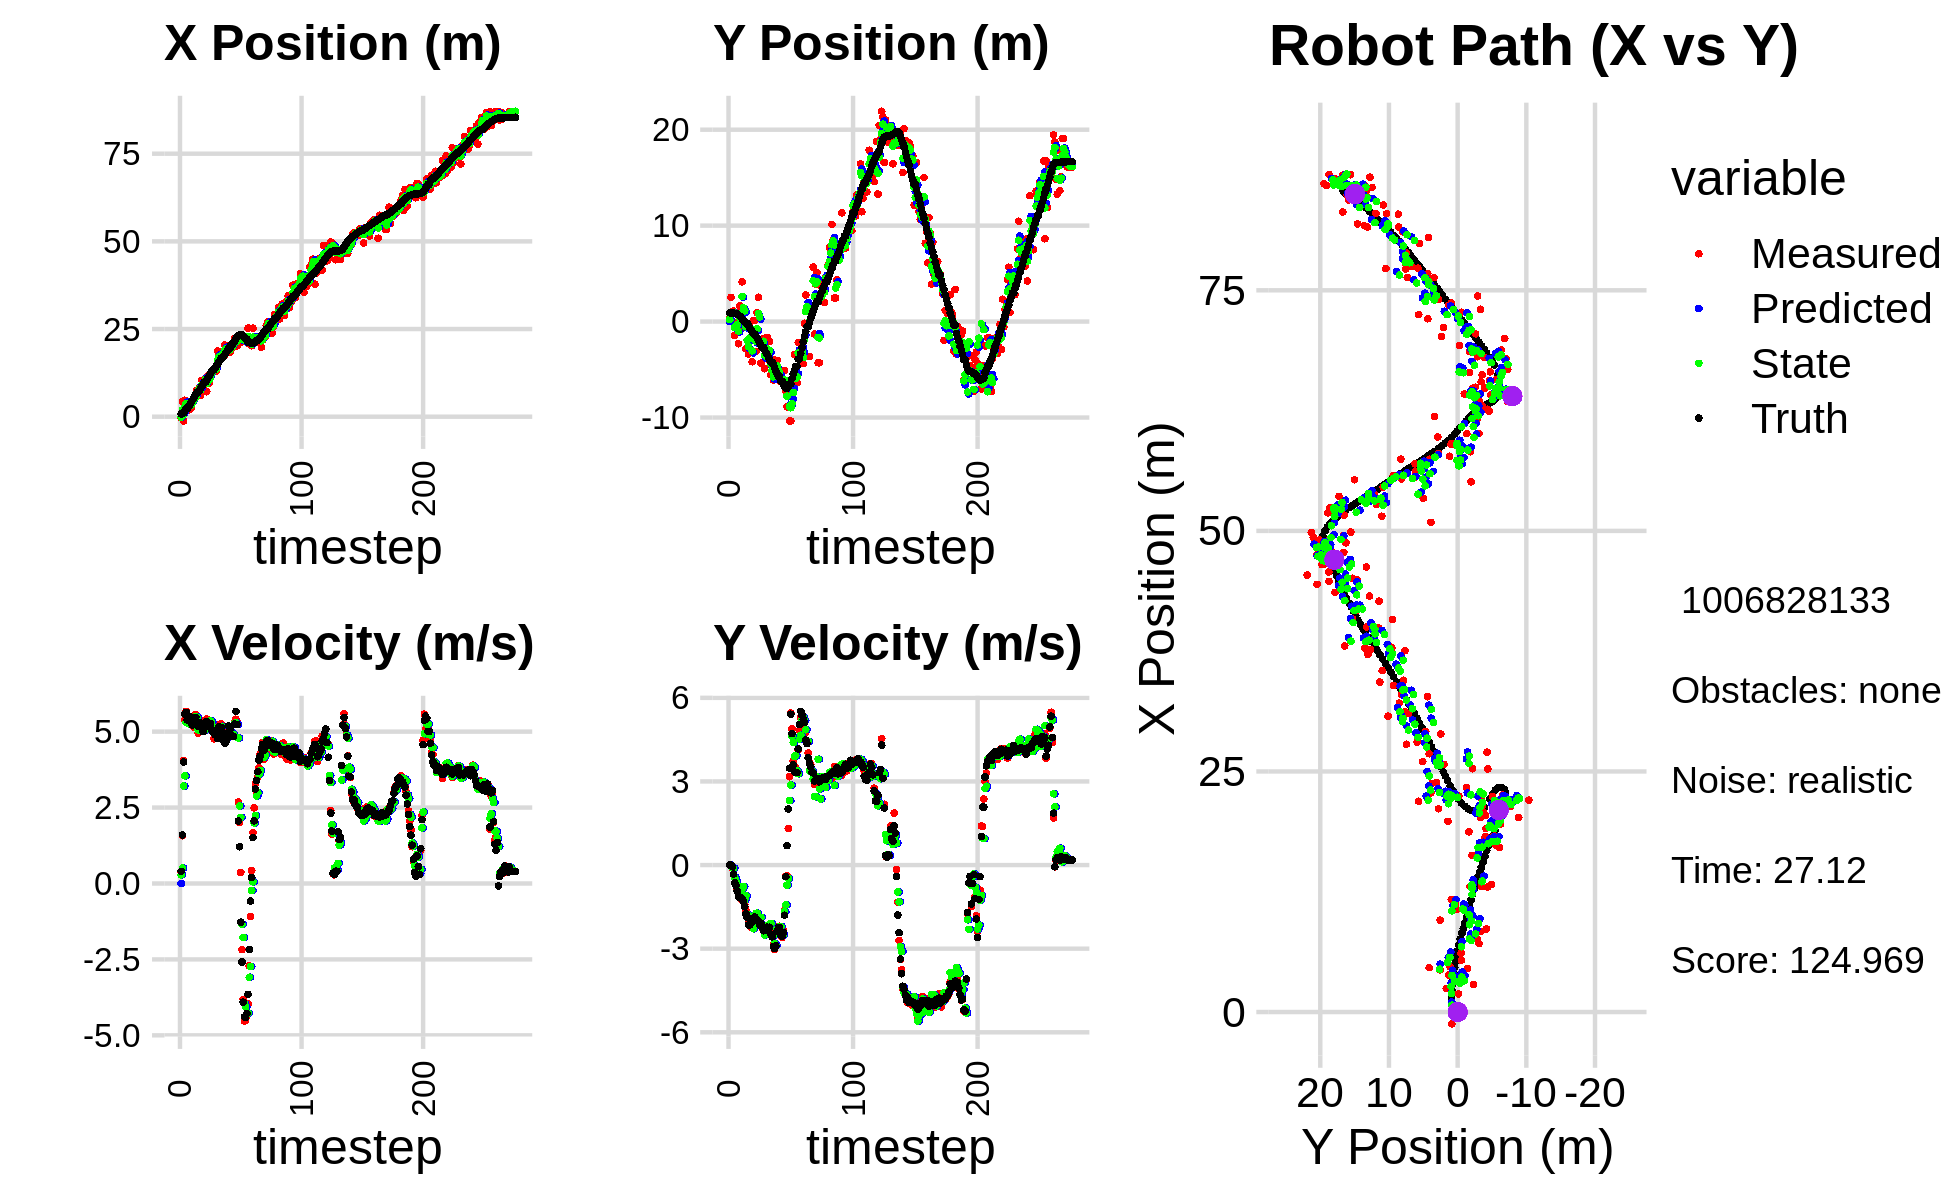 X Position (m)
75
50
25
0
0
100
200
timestep
Y Position (m)
20
10
0
-10
0
100
200
timestep
X Velocity (m/s)
5.0
2.5
0.0
-2.5
-5.0
0
100
200
timestep
Y Velocity (m/s)
6
3
0
-3
-6
0
100
200
timestep
Robot Path (X vs Y)
X Position (m)
75
50
25
0
20 10 0 -10 -20
Y Position (m)
variable
Measured
Predicted
State
Truth
1006828133
Obstacles: none
Noise: realistic
Time: 27.12
Score: 124.969